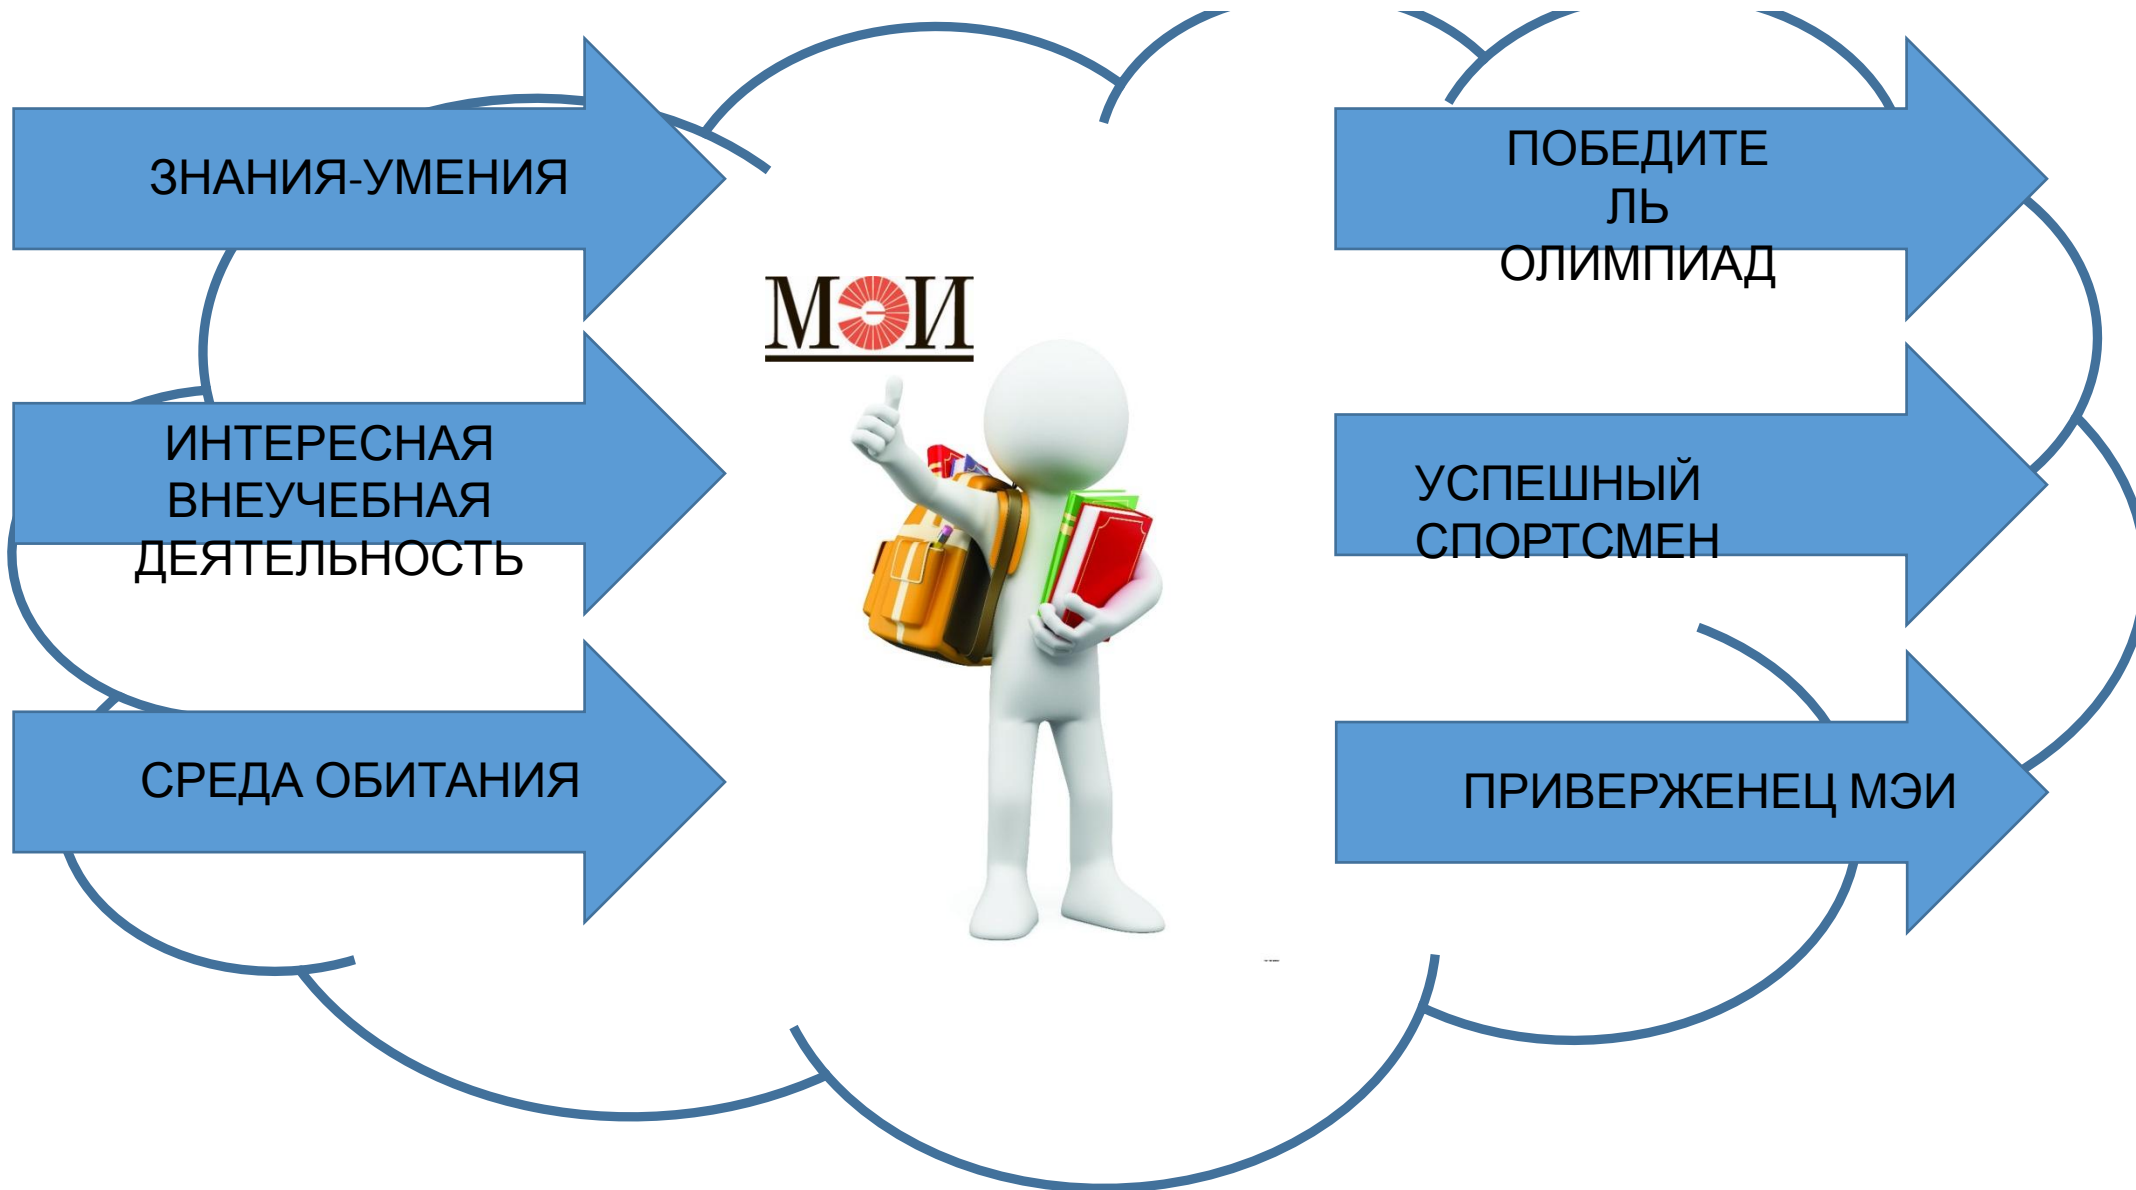 ЗНАНИЯ-УМЕНИЯ
ИНТЕРЕСНАЯ
ВНЕУЧЕБНАЯ
ДЕЯТЕЛЬНОСТЬ
СРЕДА ОБИТАНИЯ
МЭИ
ПОБЕДИТЕ
ЛЬ
ОЛИМПИАД
УСПЕШНЫЙ
СПОРТСМЕН
ПРИВЕРЖЕНЕЦ МЭИ